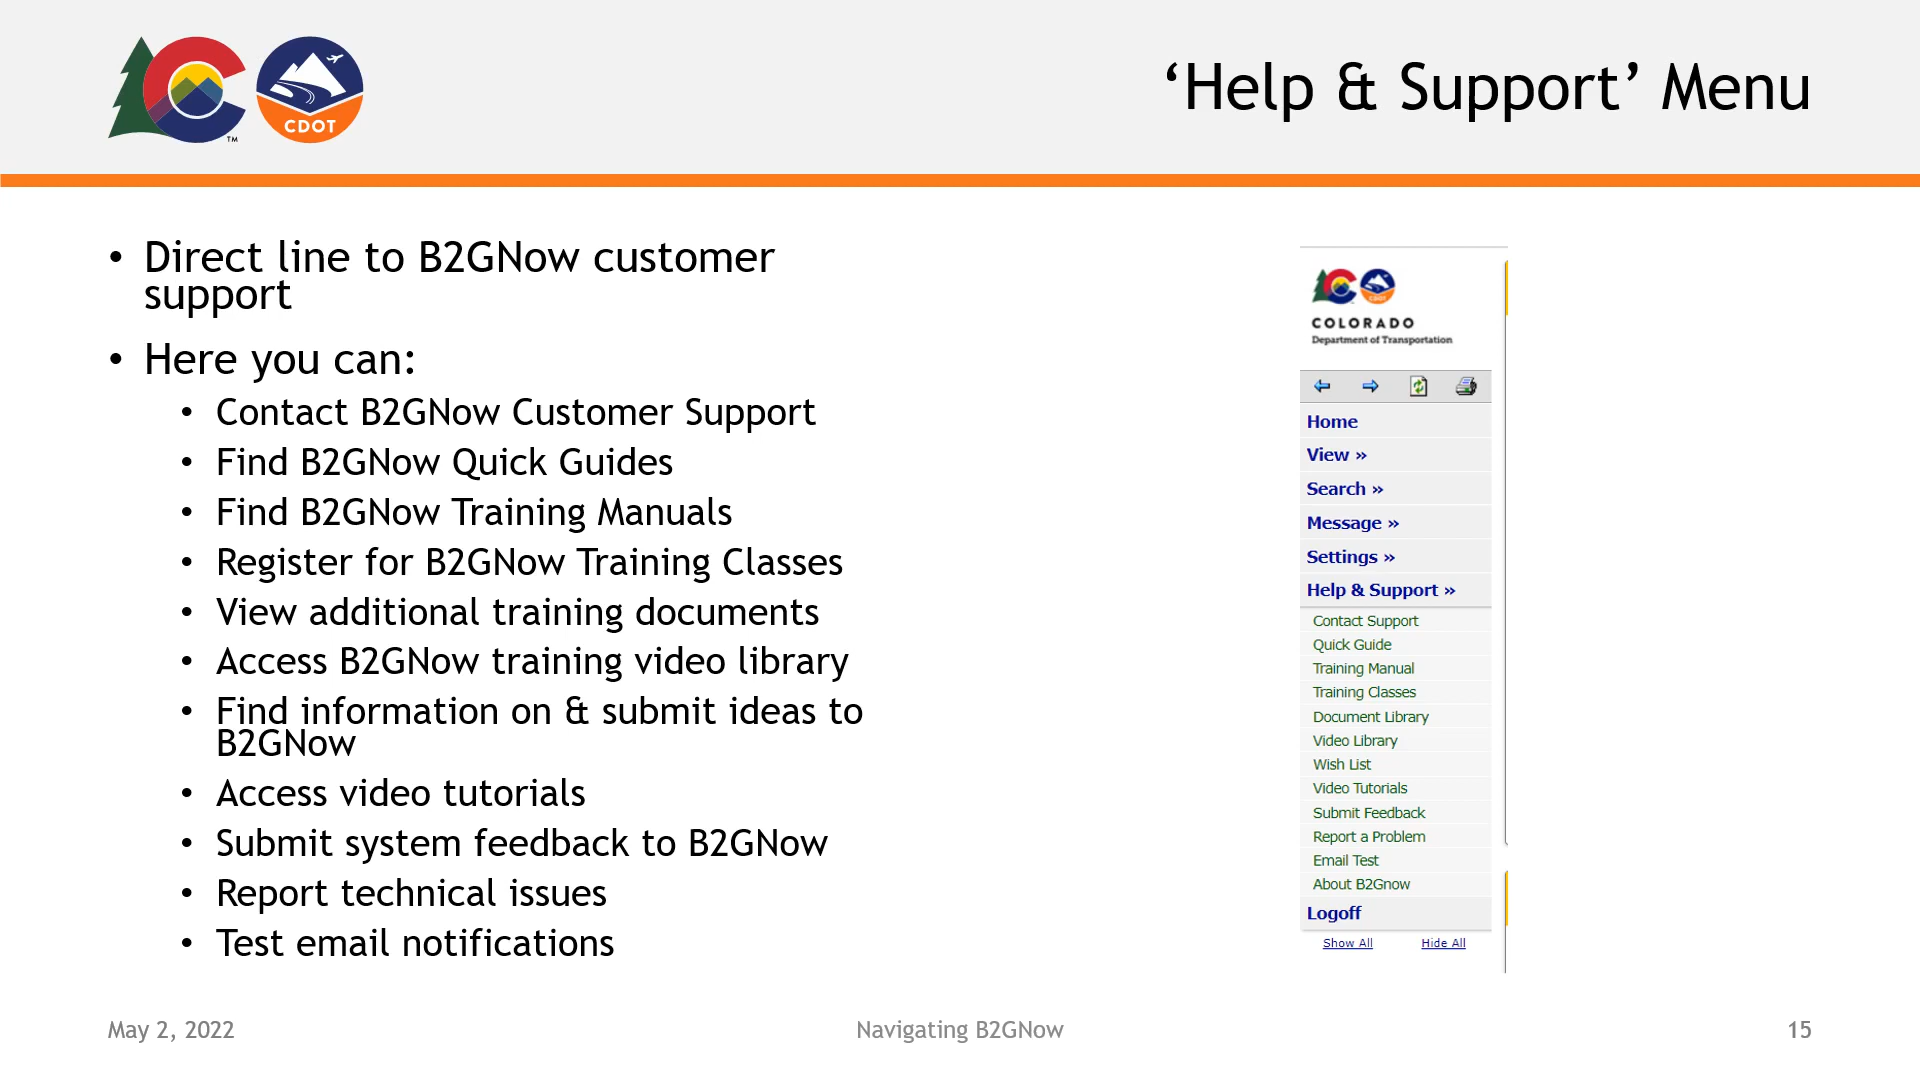 TM
CDOT
‘Help & Support’ Menu
• Direct line to B2GNow customer
support
• Here you can:
• Contact B2GNow Customer Support
• Find B2GNow Quick Guides
• Find B2GNow Training Manuals
• Register for B2GNow Training Classes
• View additional training documents
• Access B2GNow training video library
• Find information on & submit ideas to
B2GNow
• Access video tutorials
• Submit system feedback to B2GNow
• Report technical issues
• Test email notifications
CDOT
COLORADO
Department of Transportation
Home
View »
Search »
Message »
Settings »
Help & Support »
Contact Support
Quick Guide
Training Manual
Training Classes
Document Library
Video Library
Wish List
Video Tutorials
Submit Feedback
Report a Problem
Email Test
About B2Gnow
Logoff
Show All Hide All
May 2, 2022
Navigating B2GNow
15